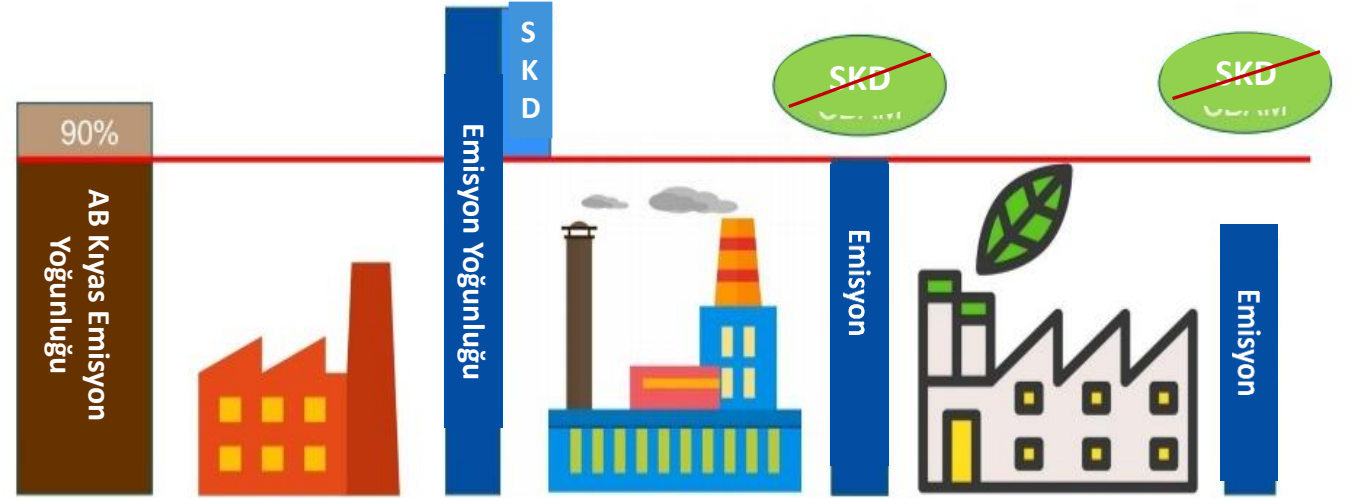 90%
AB Kıyas Emisyon
Yoğunluğu
S
K
D
Emisyon Yoğunluğu
SKD
Emisyon
SKD
Emisyon